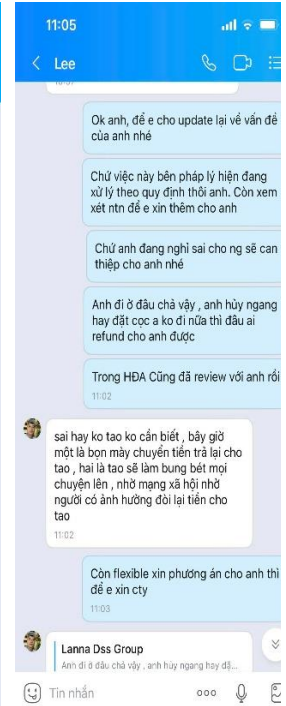 11:05
Lee
Ok anh, để e cho update lại về vấn đề
của anh nhé
Chứ việc này bên pháp lý hiện đang
xử lý theo quy định thôi anh. Còn xem
xét ntn để e xin thêm cho anh
Chứ anh đang nghỉ sai cho ng sẽ can
thiệp cho anh nhé
Anh đi ở đâu chả vậy , anh hủy ngang
hay đặt cọc a ko đi nữa thì đâu ai
refund cho anh được
Trong HĐA Cũng đã review với anh rồi
11:02
sai hay ko tao ko cần biết , bây giờ
một là bọn mày chuyển tiền trả lại cho
tao , hai là tao sẽ làm bung bét mọi
chuyện lên , nhờ mạng xã hội nhờ
người có ảnh hưởng đòi lại tiền cho
tao
11:02
Còn flexible xin phương án cho anh thì
để e xin cty
11:03
Lanna Dss Group
Anh đi ở đâu chả vậy , anh hủy ngang hay đặ...
Tin nhắn